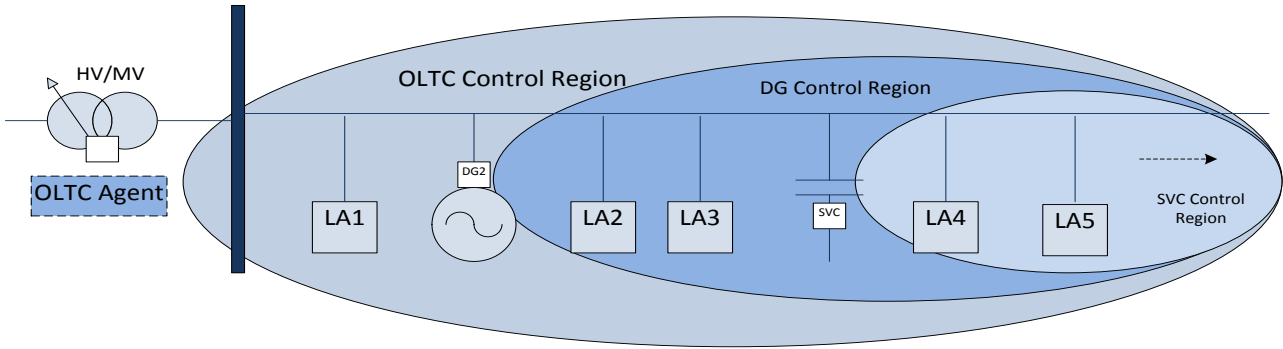 HV/MV
OLTC Agent
OLTC Control Region
DG Control Region
SVC Control
Region
DG2
LA1
LA2
LA3
SVC
LA4
LA5